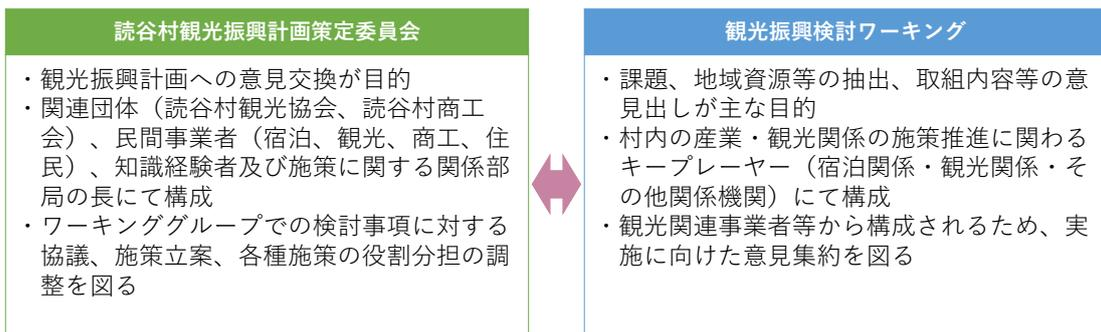 読谷村観光振興計画策定委員会
・観光振興計画への意見交換が目的
・関連団体（読谷村観光協会、読谷村商工
会）、民間事業者（宿泊、観光、商工、住
民）、知識経験者及び施策に関する関係部
局の長にて構成
・ワーキンググループでの検討事項に対する
協議、施策立案、各種施策の役割分担の調
整を図る
観光振興検討ワーキング
・課題、地域資源等の抽出、取組内容等の意
見出しが主な目的
・村内の産業・観光関係の施策推進に関わる
キープレーヤー（宿泊関係・観光関係・そ
の他関係機関）にて構成
・観光関連事業者等から構成されるため、実
施に向けた意見集約を図る